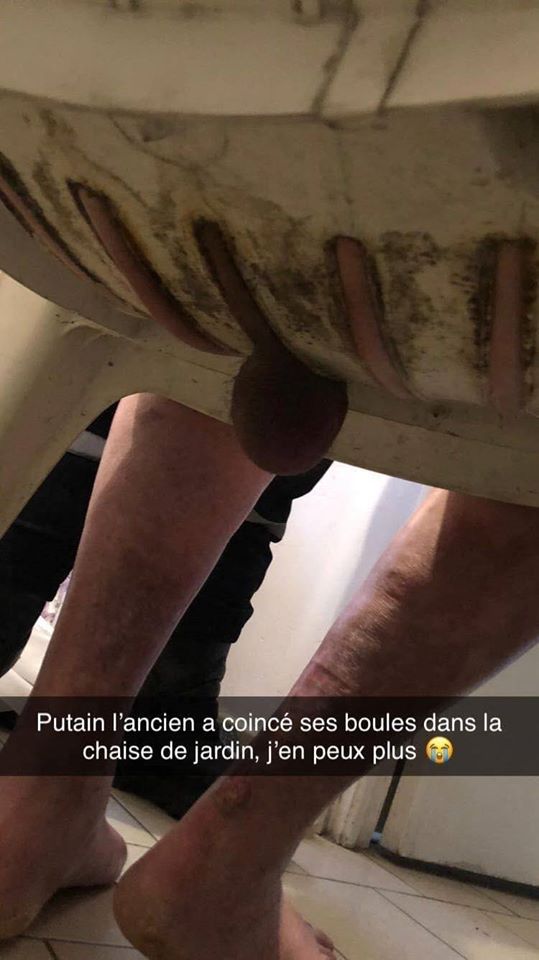 Putain l’ancien a coincé ses boules dans la
chaise de jardin, j’en peux plus 😭